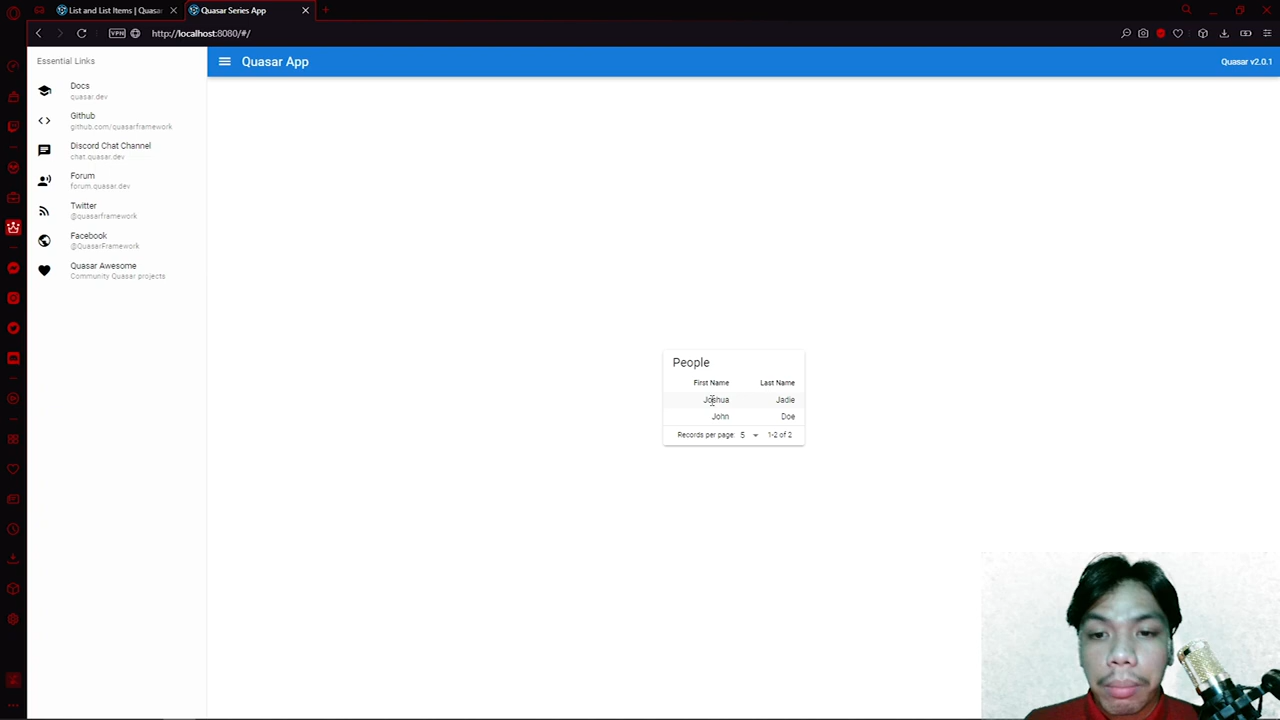 List and List Items | Quasar
Quasar Series App
VPN
http://localhost:8080/#/
Essential Links
Quasar App
Quasar v2.0.1
Docs
quasar.dev
Github
github.com/quasarframework
Discord Chat Channel
chat.quasar.dev
Forum
forum.quasar.dev
Twitter
@quasarframework
Facebook
@QuasarFramework
Quasar Awesome
Community Quasar projects
People
First Name Last Name
Joshua Jadie
John Doe
Records per page: 5 1-2 of 2